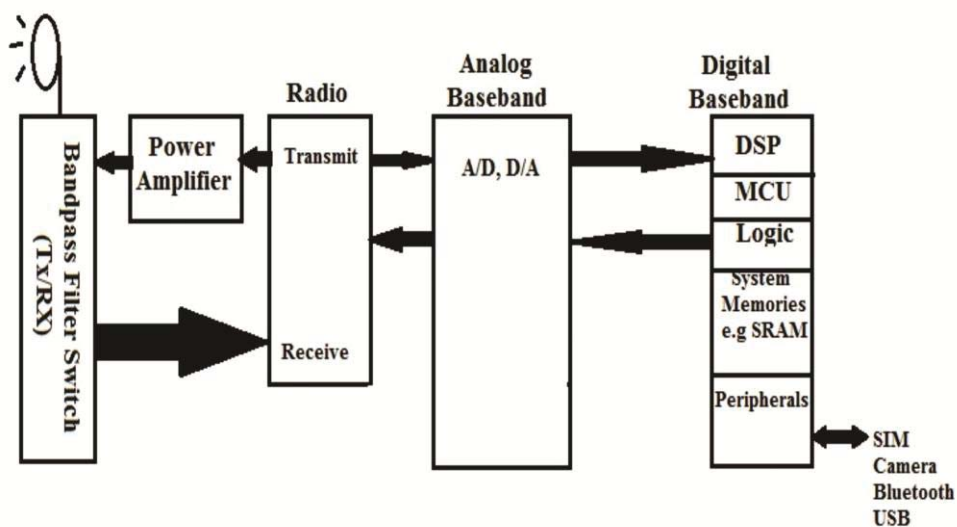 Bandpass Filter Switch
(Tx/RX)
Power
Amplifier
Radio
Transmit
Receive
Analog
Baseband
A/D, D/A
Digital
Baseband
DSP
MCU
Logic
System
Memories
e.g SRAM
Peripherals
SIM
Camera
Bluetooth
USB